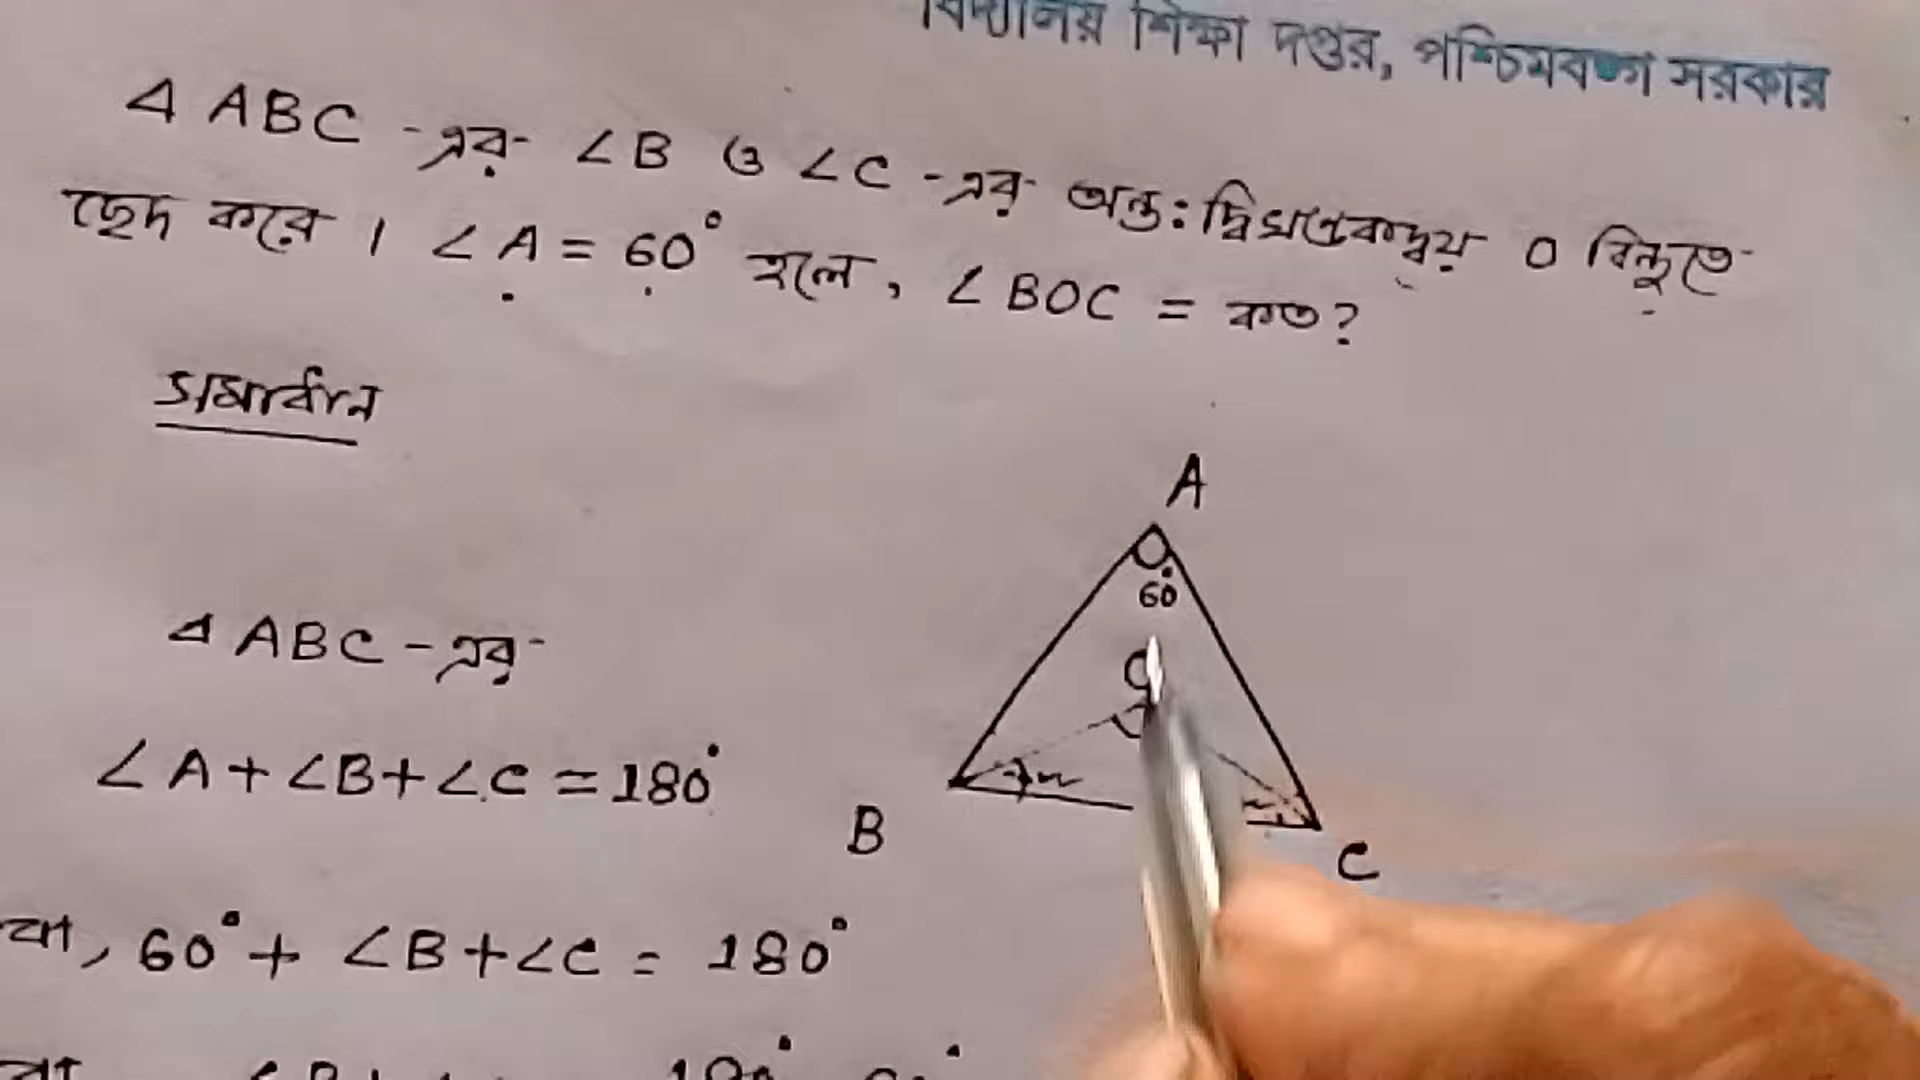 বিদ্যালয় শিক্ষা দপ্তর, পশ্চিমবঙ্গ সরকার
△ ABC -এর ∠B ও ∠C -এর অন্ত:দ্বিখণ্ডকদ্বয় O বিন্দুতে
ছেদ করে । ∠A = 60° হলে, ∠BOC = কত?
সমাধান
A
60°
△ ABC -এর
∠A+∠B+∠C = 180°
B
C
বা, 60° + ∠B+∠C = 180°